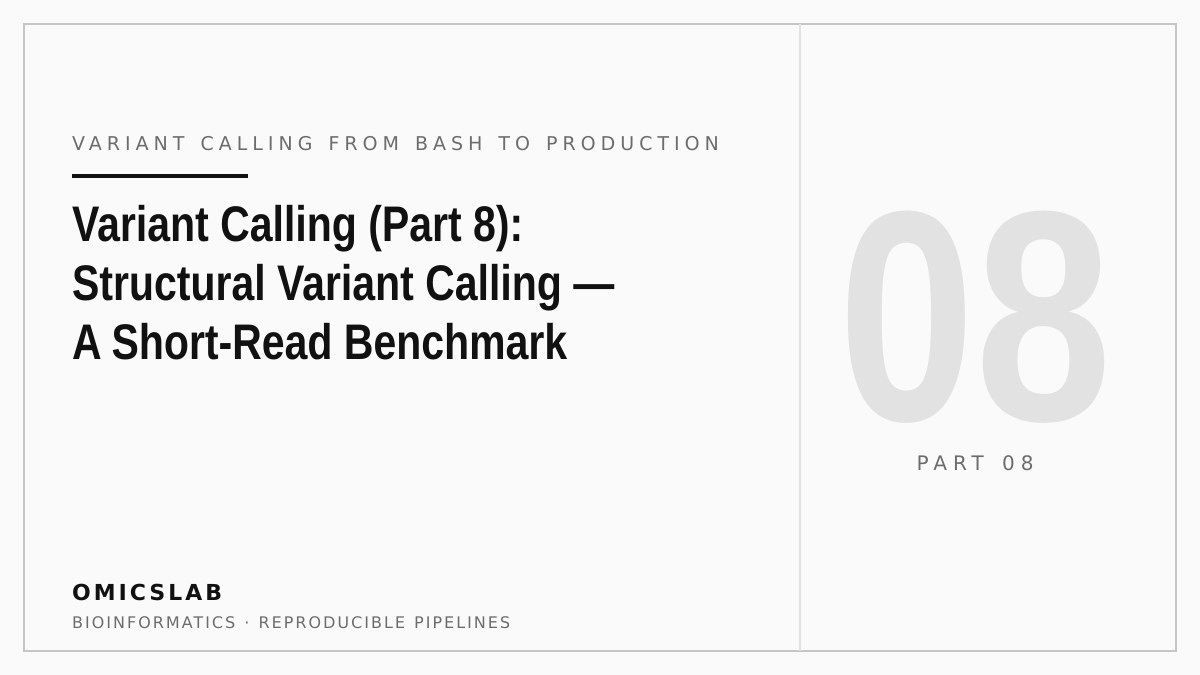 VARIANT CALLING FROM BASH TO PRODUCTION
Variant Calling (Part 8):
Structural Variant Calling —
A Short-Read Benchmark
08
PART 08
OMICSLAB
BIOINFORMATICS · REPRODUCIBLE PIPELINES